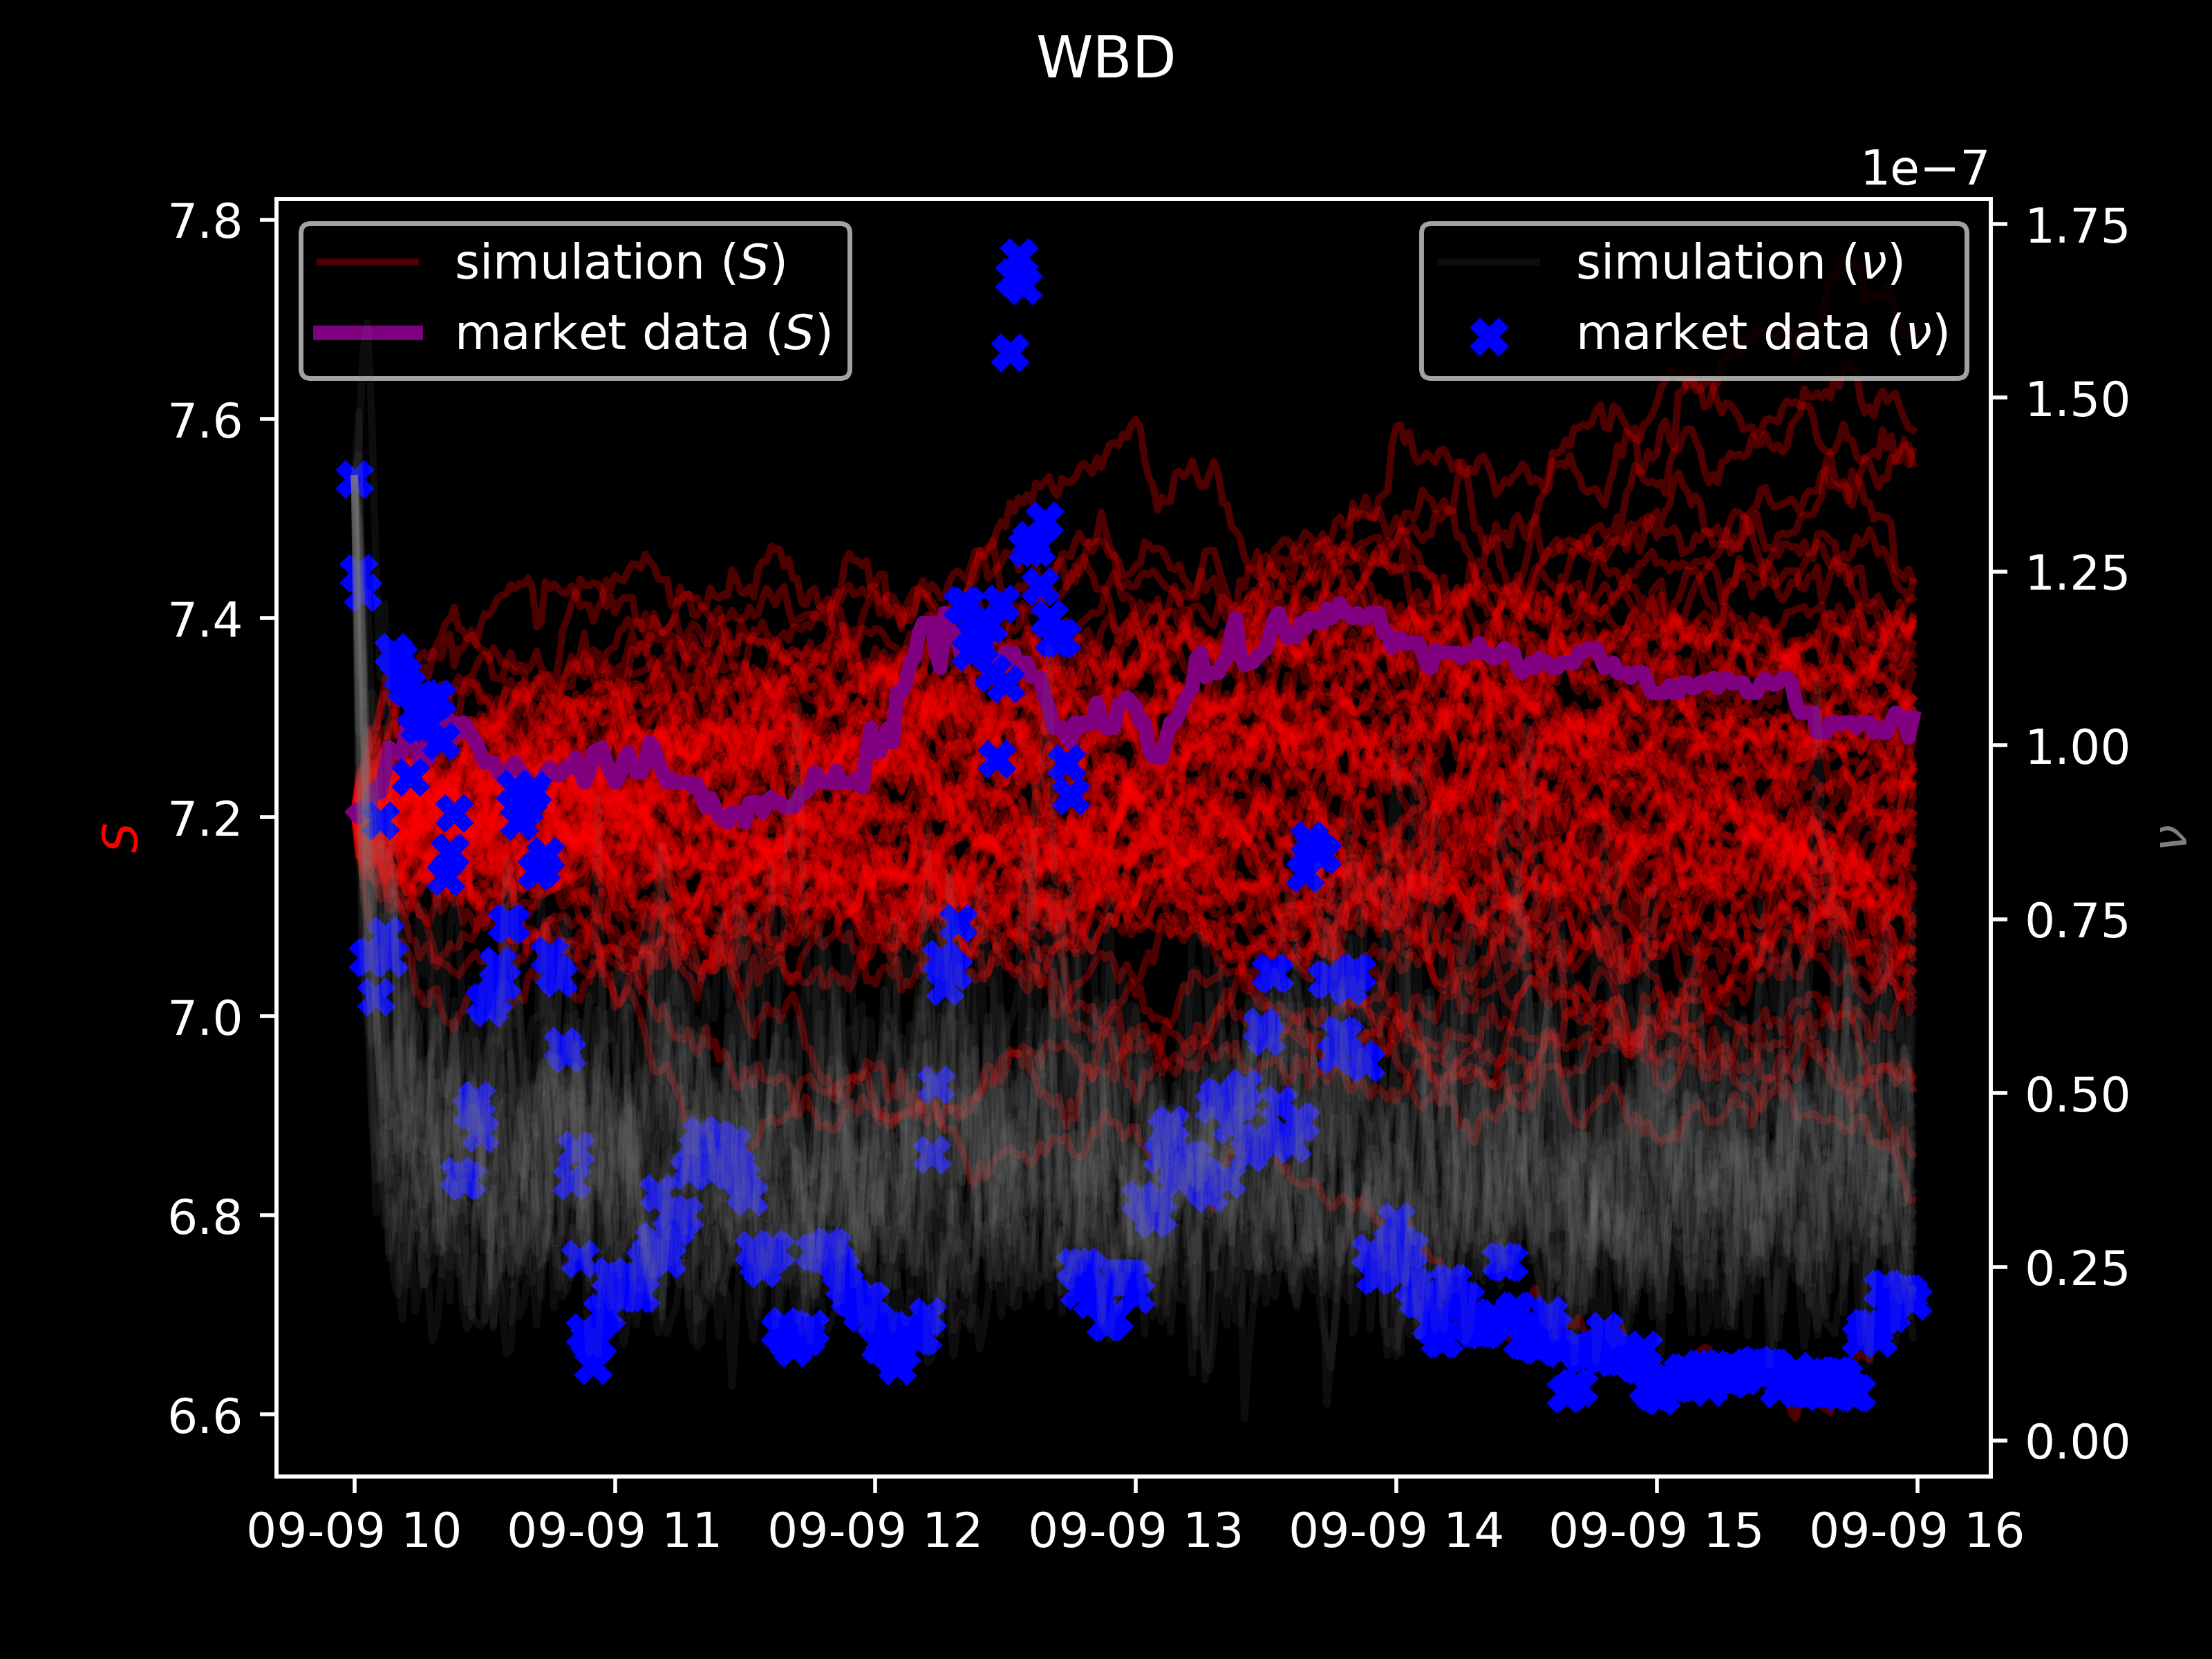 WBD
1e−7
simulation (S)
market data (S)
simulation (ν)
market data (ν)
7.8
7.6
7.4
7.2
7.0
6.8
6.6
S
1.75
1.50
1.25
1.00
0.75
0.50
0.25
0.00
ν
09-09 10 09-09 11 09-09 12 09-09 13 09-09 14 09-09 15 09-09 16